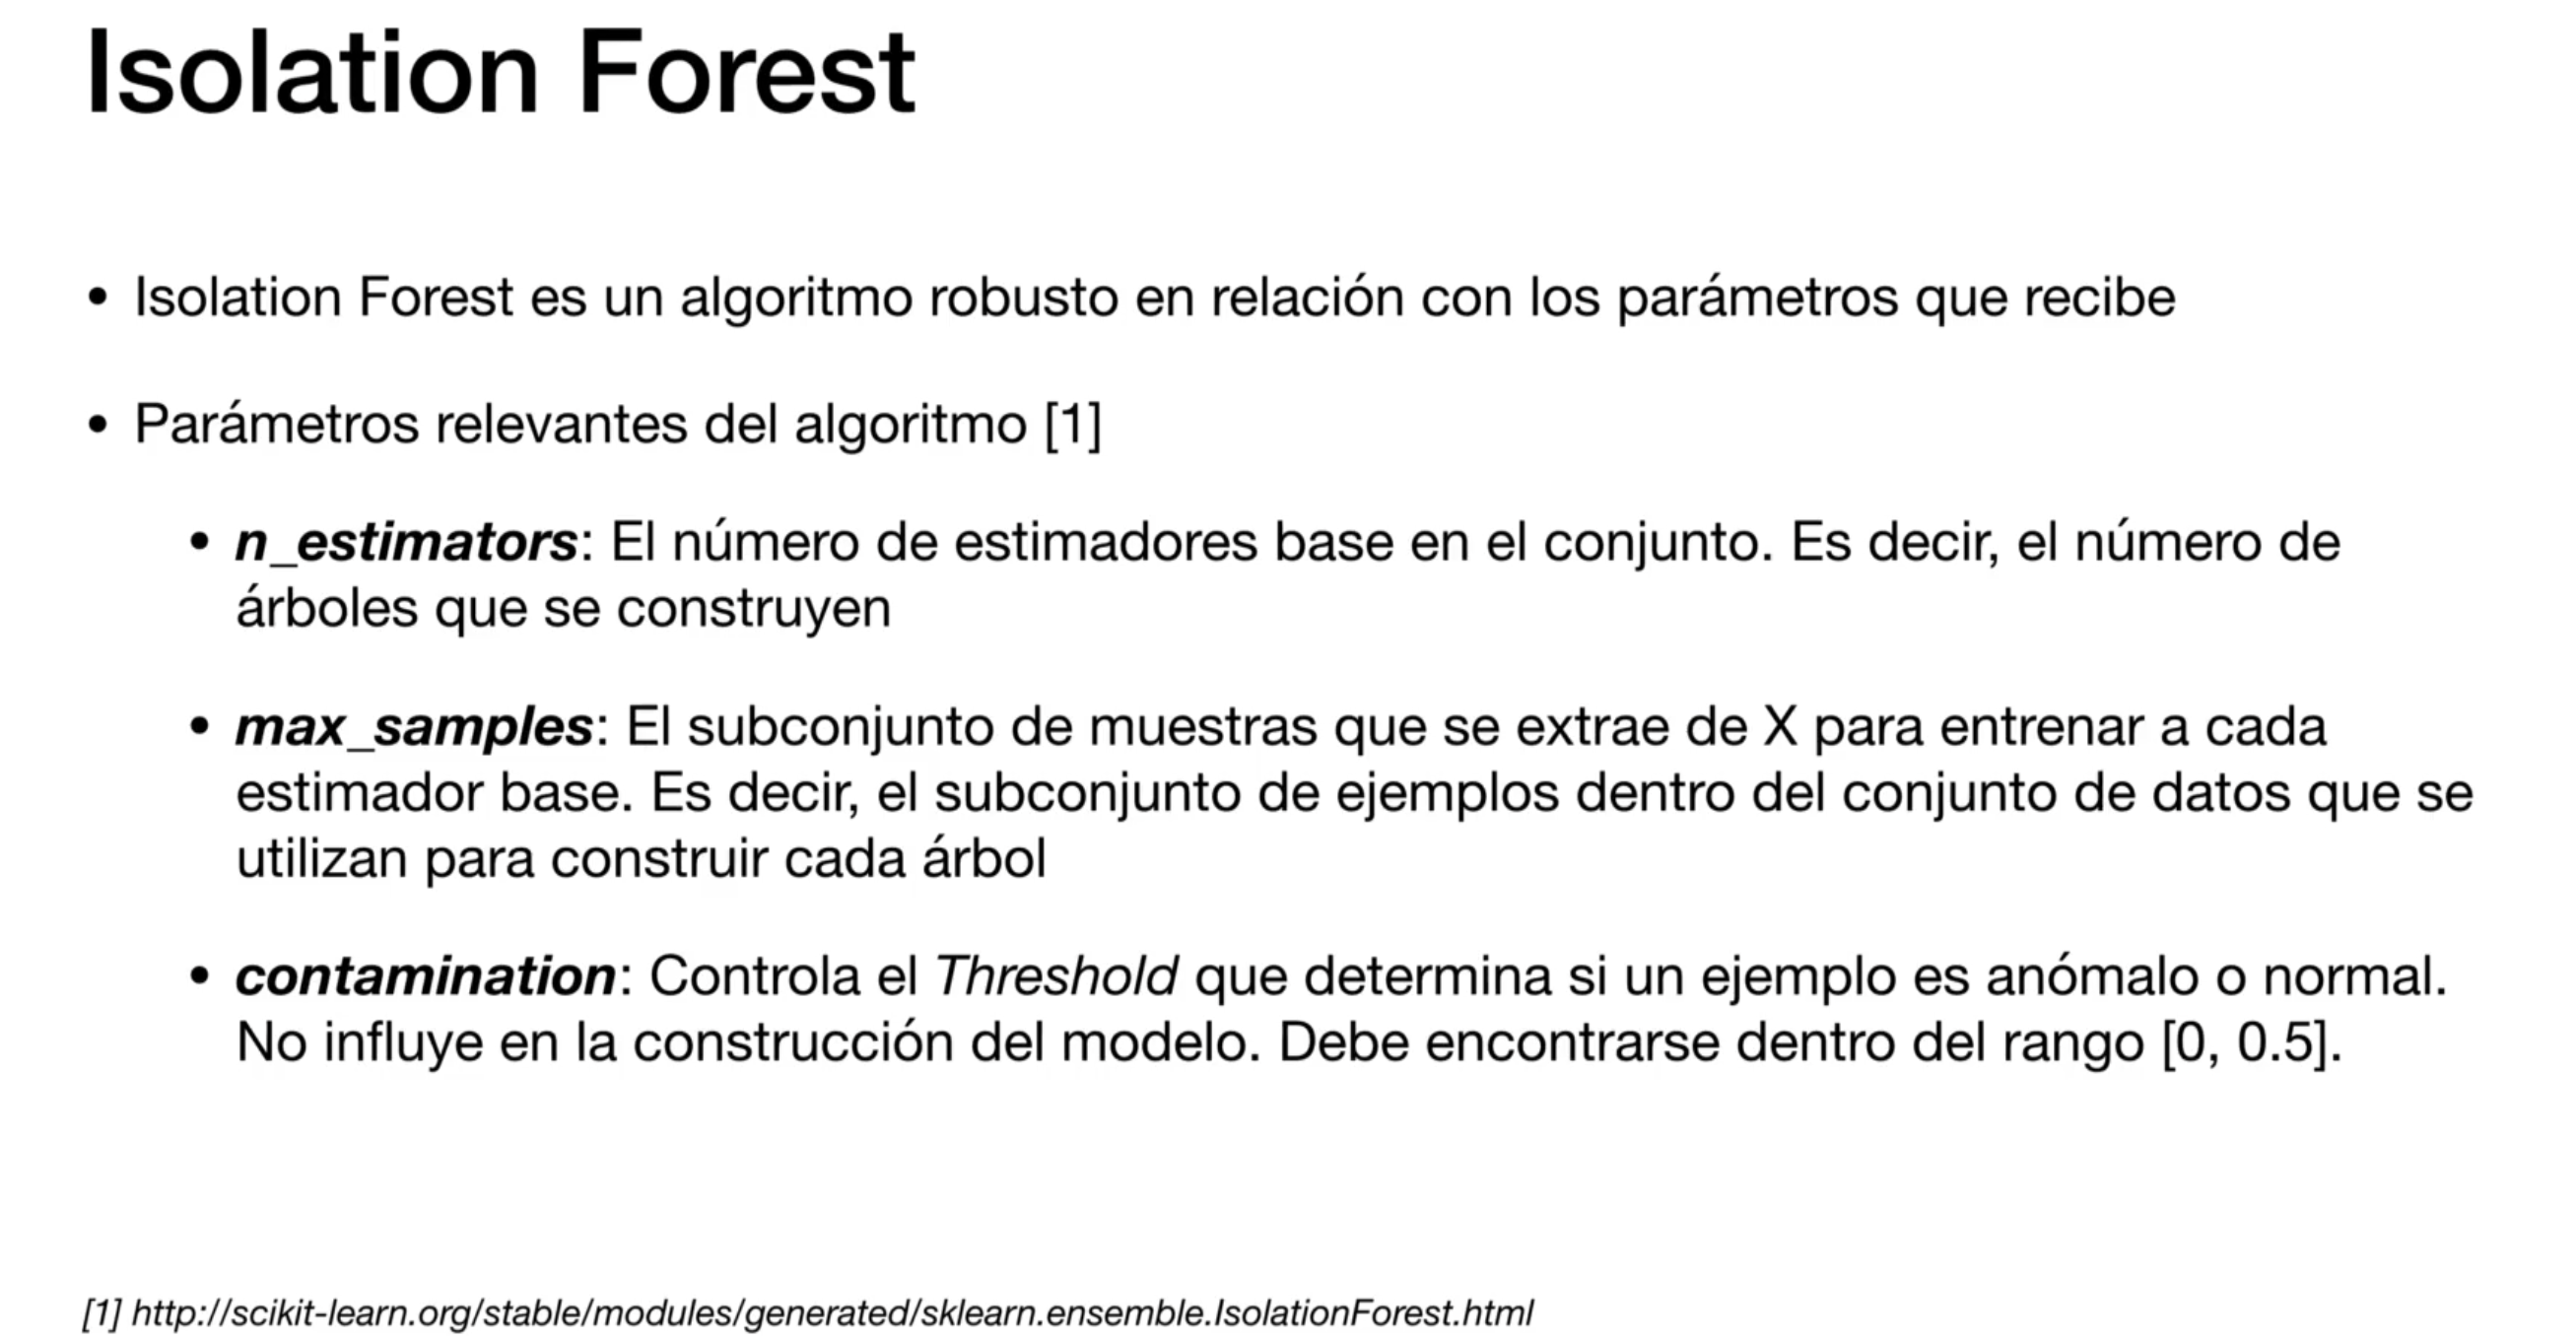 Isolation Forest
• Isolation Forest es un algoritmo robusto en relación con los parámetros que recibe
• Parámetros relevantes del algoritmo [1]
• n_estimators: El número de estimadores base en el conjunto. Es decir, el número de
árboles que se construyen
• max_samples: El subconjunto de muestras que se extrae de X para entrenar a cada
estimador base. Es decir, el subconjunto de ejemplos dentro del conjunto de datos que se
utilizan para construir cada árbol
• contamination: Controla el Threshold que determina si un ejemplo es anómalo o normal.
No influye en la construcción del modelo. Debe encontrarse dentro del rango [0, 0.5].
[1] http://scikit-learn.org/stable/modules/generated/sklearn.ensemble.IsolationForest.html